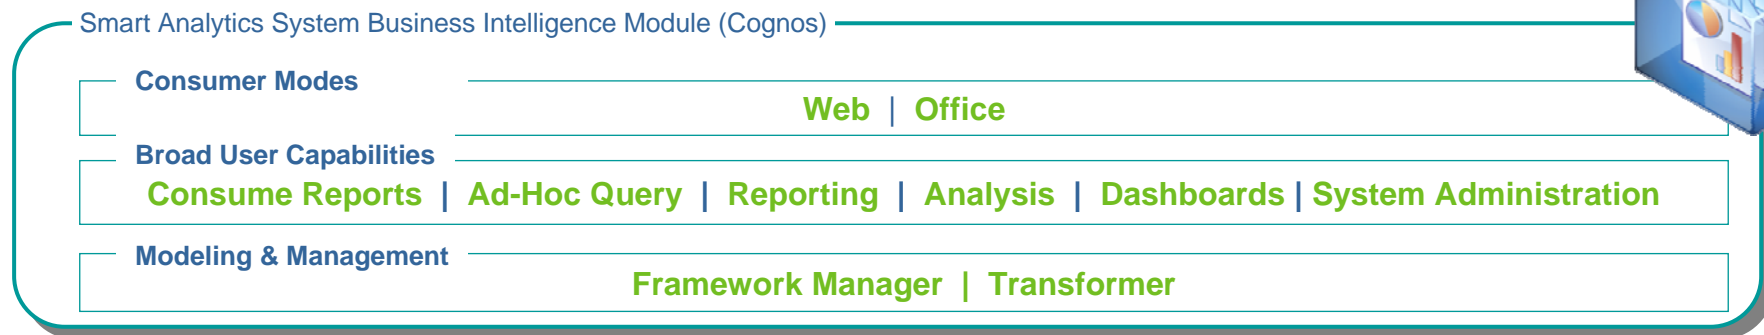 Smart Analytics System Business Intelligence Module (Cognos)
Consumer Modes
Web | Office
Broad User Capabilities
Consume Reports | Ad-Hoc Query | Reporting | Analysis | Dashboards | System Administration
Modeling & Management
Framework Manager | Transformer